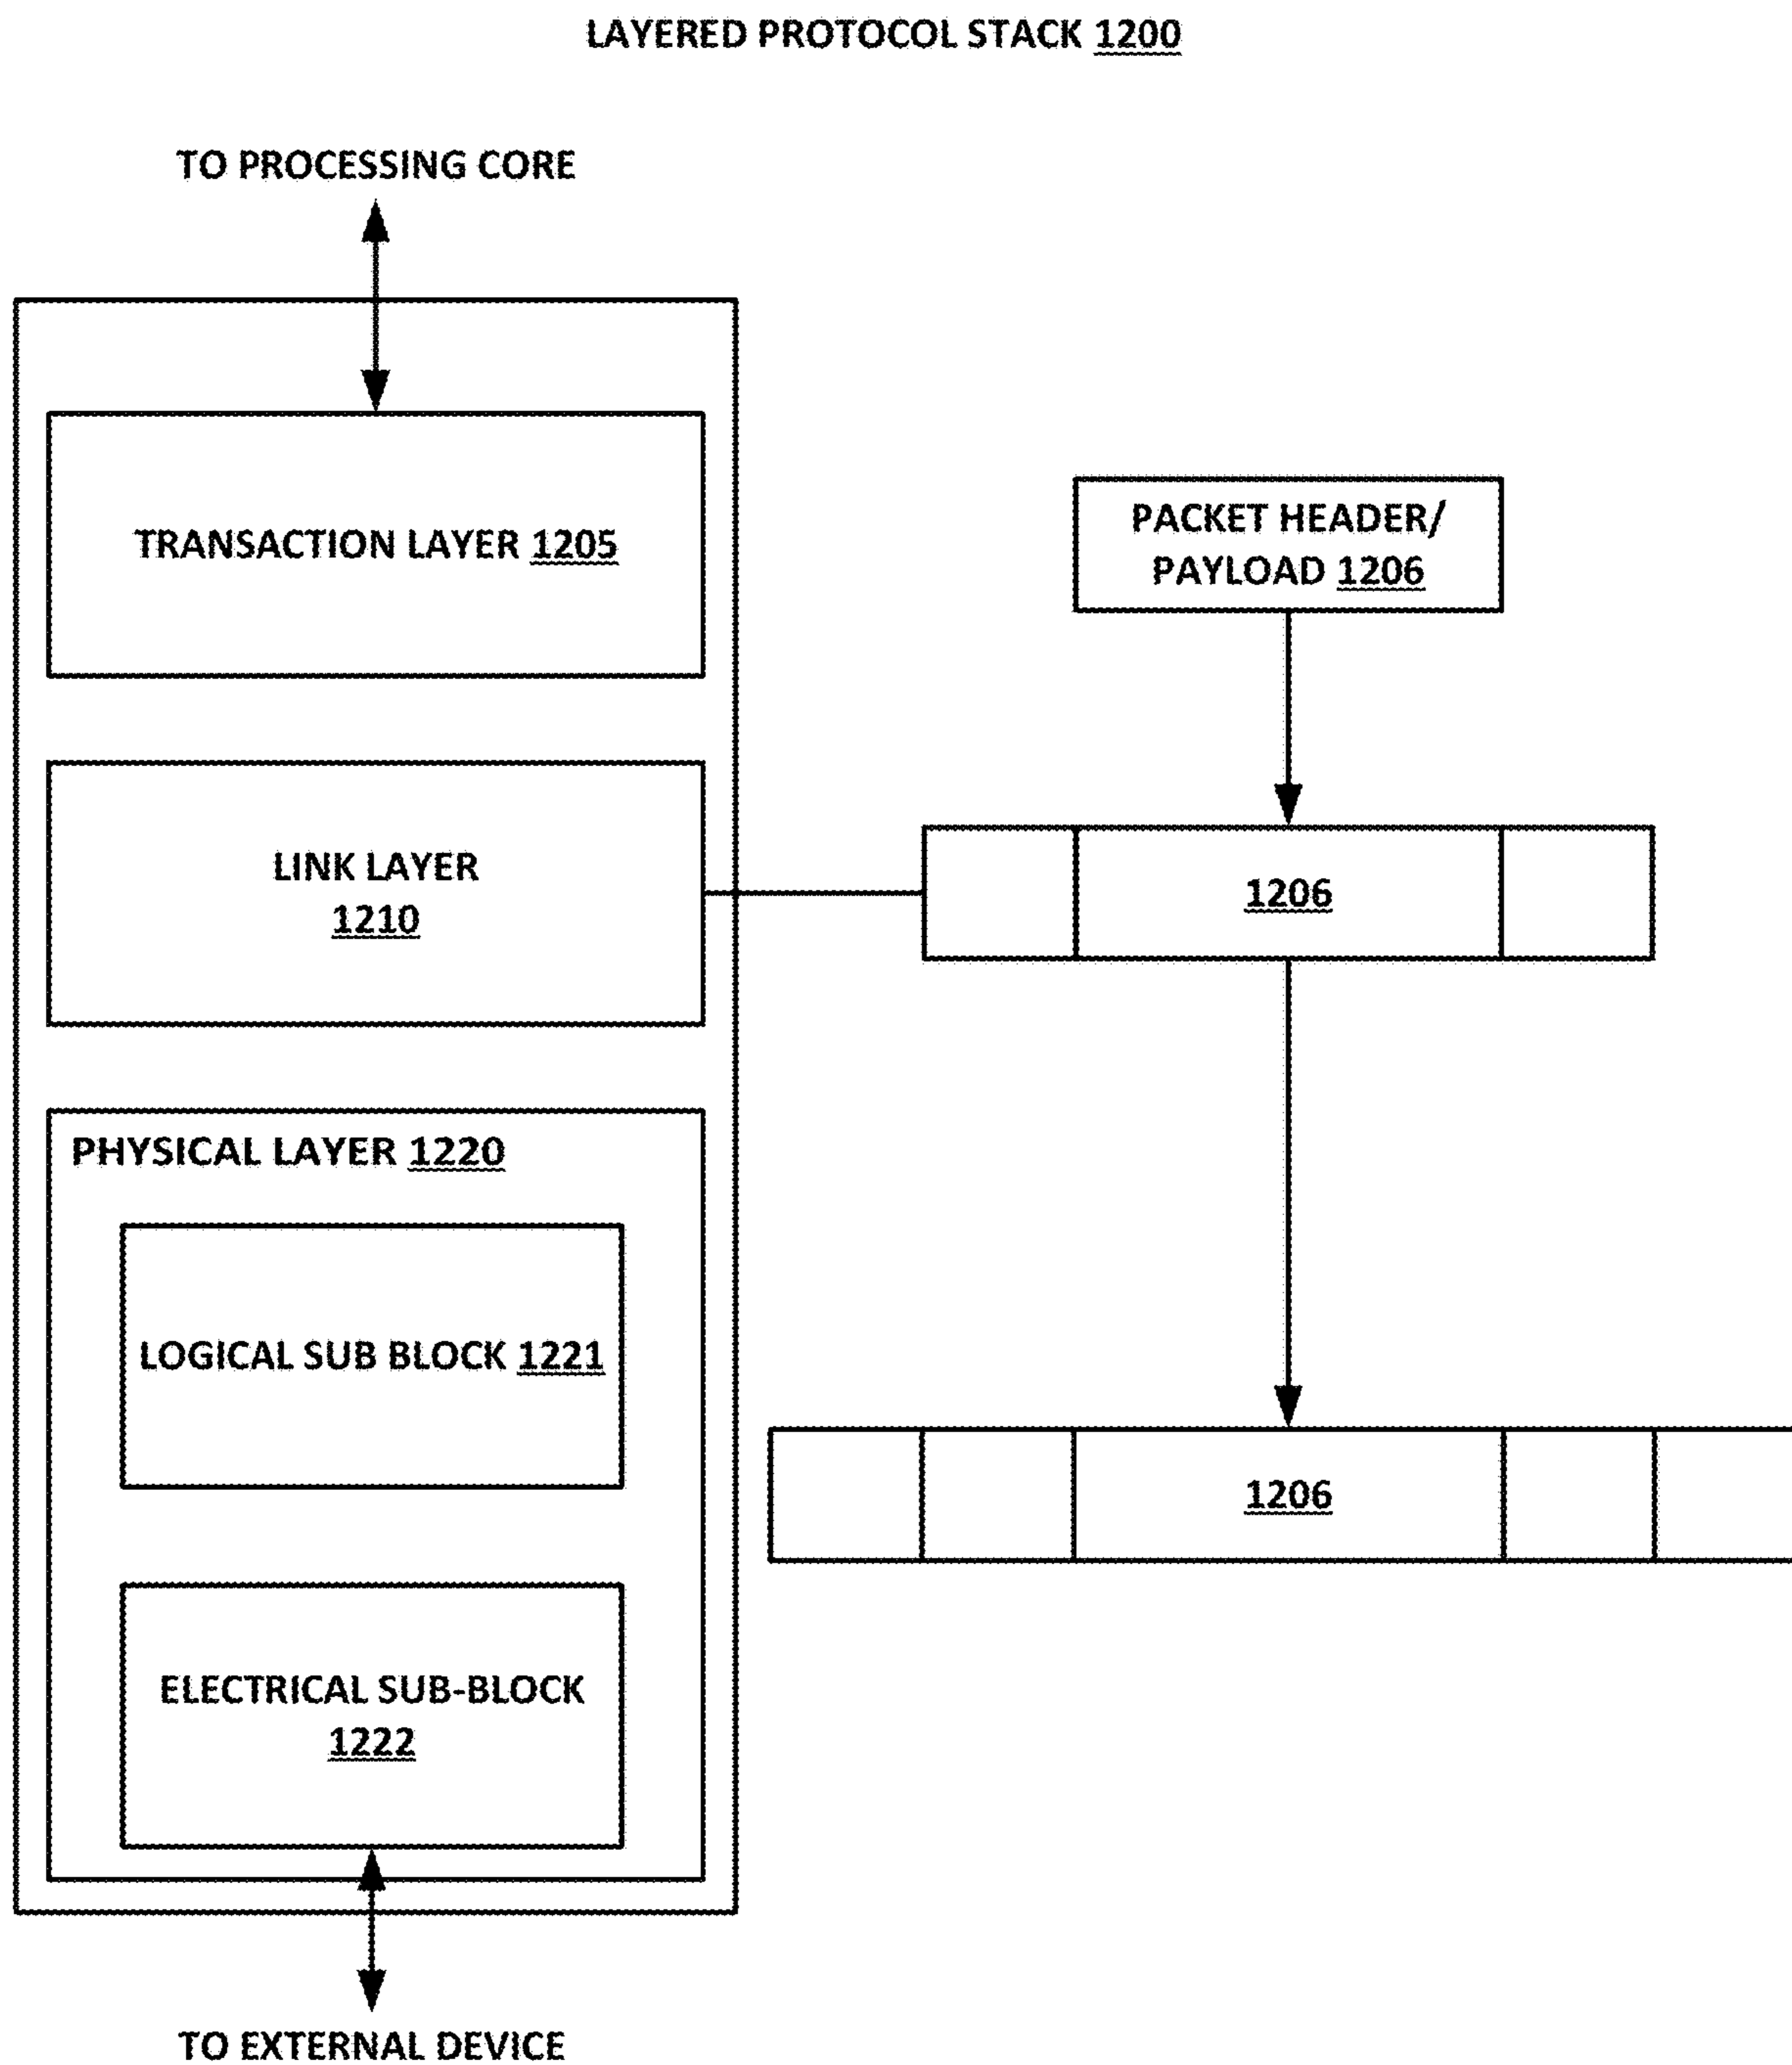 LAYERED PROTOCOL STACK 1200
TO PROCESSING CORE
TRANSACTION LAYER 1205
PACKET HEADER/
PAYLOAD 1206
LINK LAYER
1210
1206
PHYSICAL LAYER 1220
LOGICAL SUB BLOCK 1221
1206
ELECTRICAL SUB-BLOCK
1222
TO EXTERNAL DEVICE